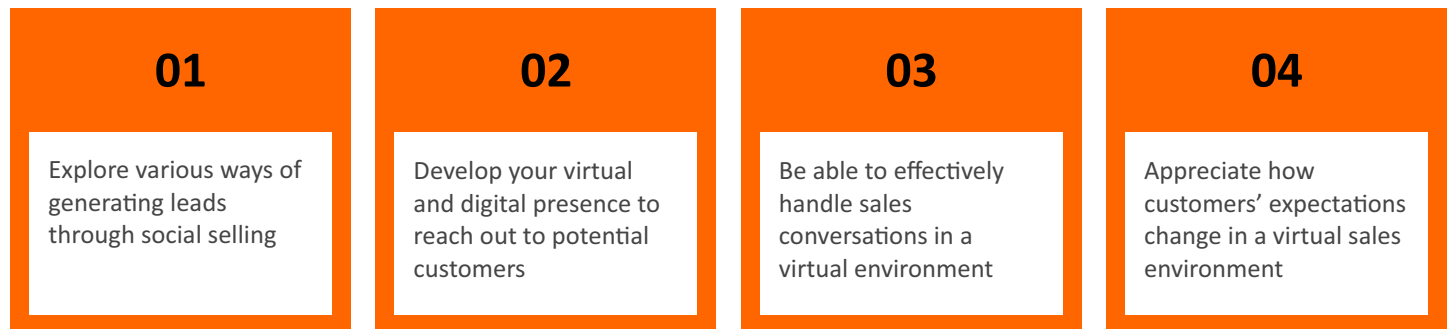 01
Explore various ways of
generating leads
through social selling
02
Develop your virtual
and digital presence to
reach out to potential
customers
03
Be able to effectively
handle sales
conversations in a
virtual environment
04
Appreciate how
customers’ expectations
change in a virtual sales
environment